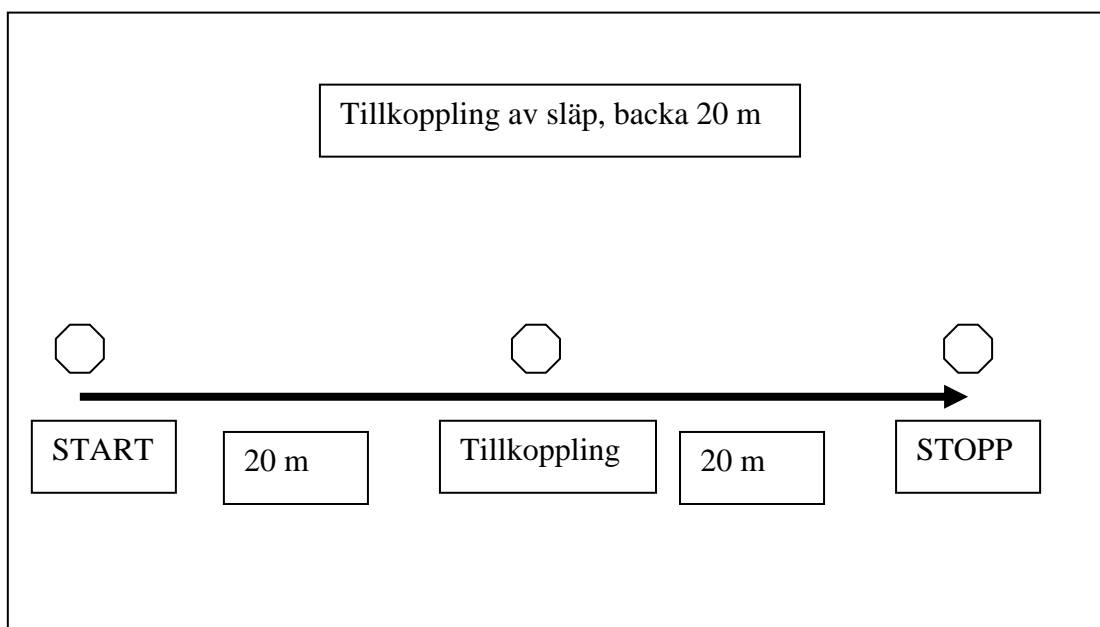 Tillkoppling av släp, backa 20 m
START
20 m
Tillkoppling
20 m
STOPP